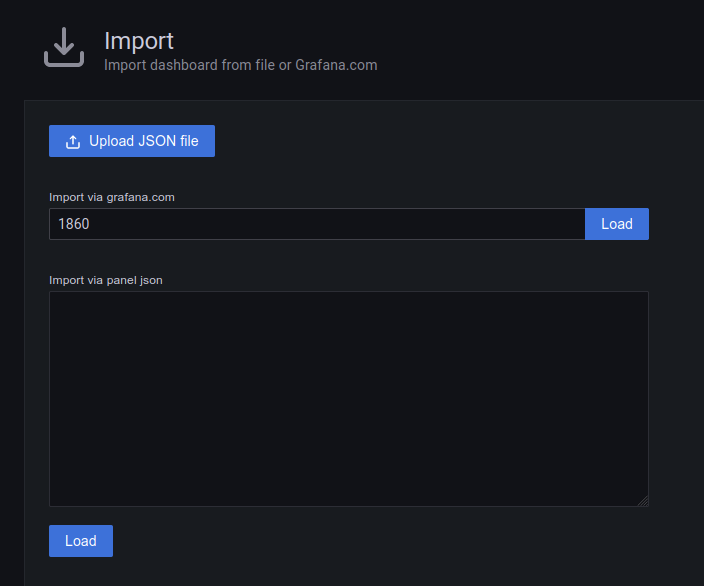 Import
Import dashboard from file or Grafana.com
Upload JSON file
Import via grafana.com
1860
Load
Import via panel json
Load